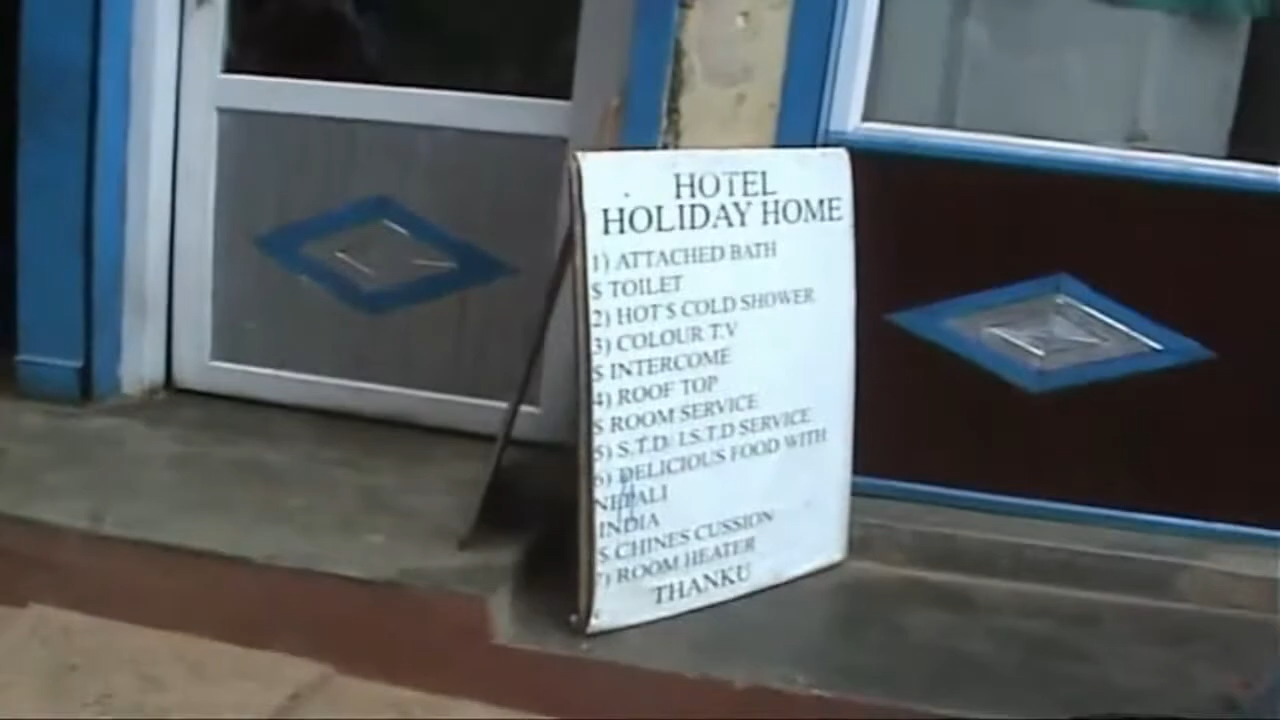 HOTEL
HOLIDAY HOME
1) ATTACHED BATH
$ TOILET
2) HOT $ COLD SHOWER
3) COLOUR T.V
$ INTERCOME
4) ROOF TOP
$ ROOM SERVICE
5) S.T.D/ I.S.T.D SERVICE
6) DELICIOUS FOOD WITH
NEPALI
INDIA
$ CHINES CUSSION
7) ROOM HEATER
THANKU